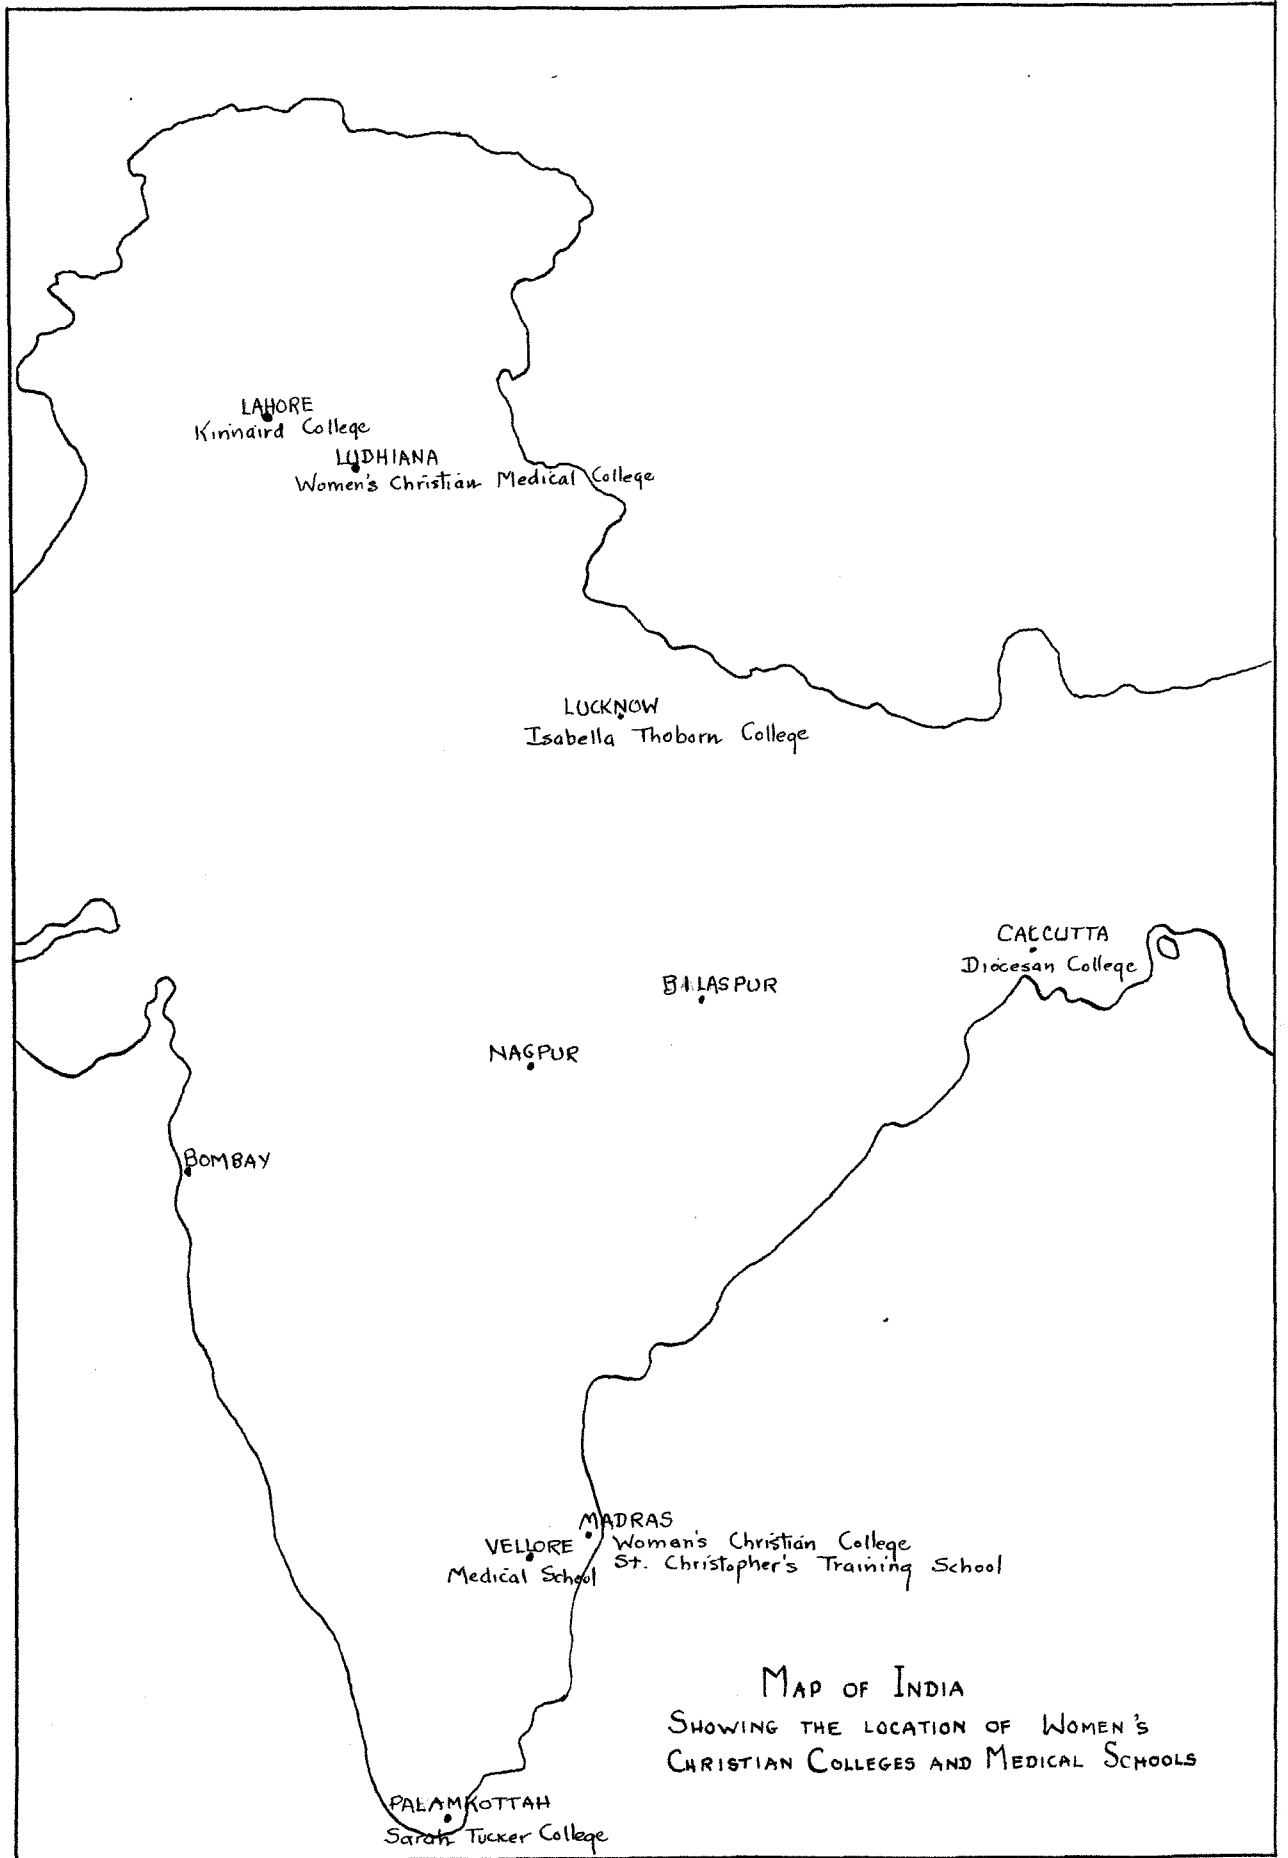 LAHORE
Kinnaird College
LUDHIANA
Women's Christian Medical College
LUCKNOW
Isabella Thoborn College
CALCUTTA
Diocesan College
BILASPUR
NAGPUR
BOMBAY
MADRAS
Women's Christian College
St. Christopher's Training School
VELLORE
Medical School
MAP OF INDIA
SHOWING THE LOCATION OF WOMEN'S
CHRISTIAN COLLEGES AND MEDICAL SCHOOLS
PALAMKOTTAH
Sarah Tucker College